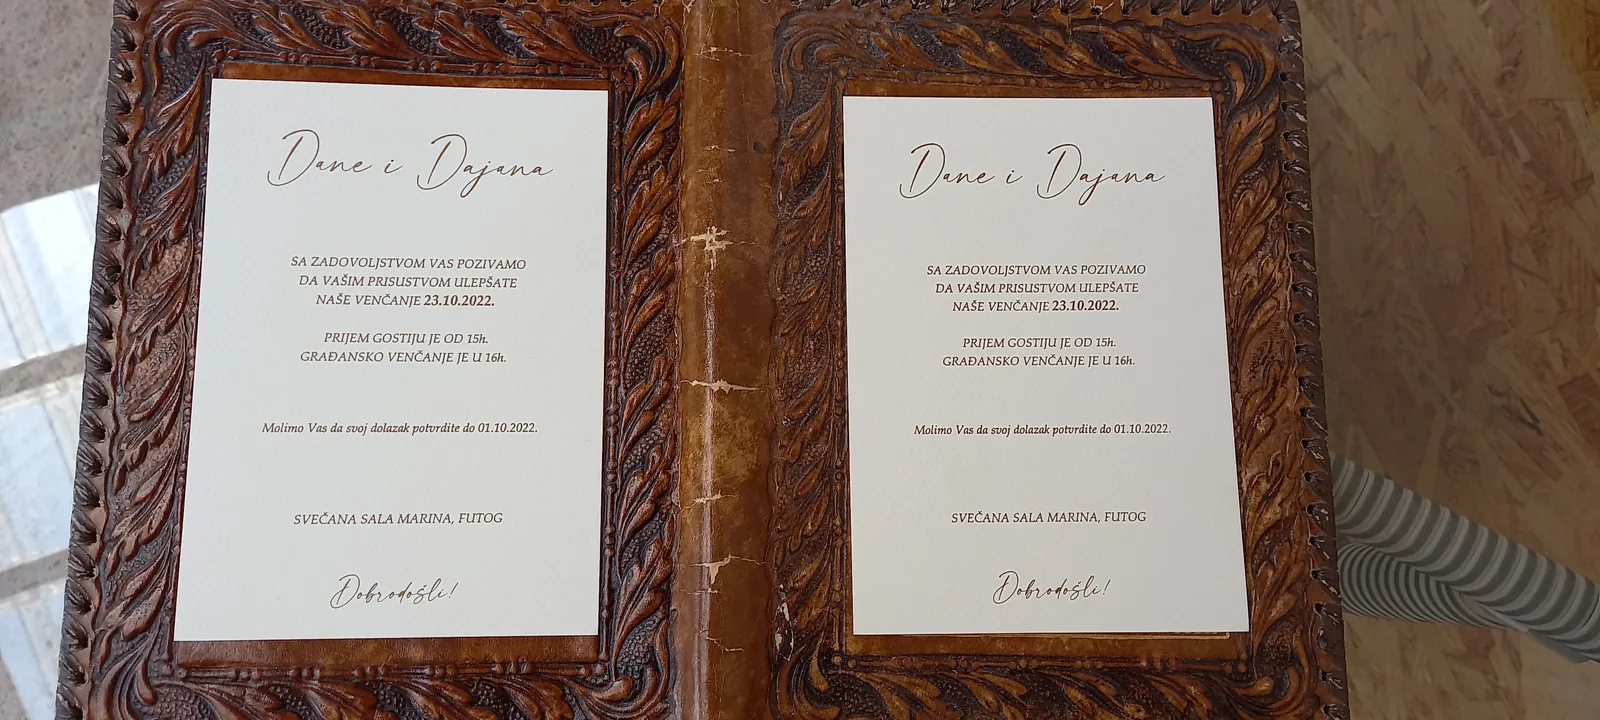 Dane i Dajana
SA ZADOVOLJSTVOM VAS POZIVAMO
DA VAŠIM PRISUSTVOM ULEPŠATE
NAŠE VENČANJE 23.10.2022.
PRIJEM GOSTIJU JE OD 15h.
GRAĐANSKO VENČANJE JE U 16h.
Molimo Vas da svoj dolazak potvrdite do 01.10.2022.
SVEČANA SALA MARINA, FUTOG
Dobrodošli!
Dane i Dajana
SA ZADOVOLJSTVOM VAS POZIVAMO
DA VAŠIM PRISUSTVOM ULEPŠATE
NAŠE VENČANJE 23.10.2022.
PRIJEM GOSTIJU JE OD 15h.
GRAĐANSKO VENČANJE JE U 16h.
Molimo Vas da svoj dolazak potvrdite do 01.10.2022.
SVEČANA SALA MARINA, FUTOG
Dobrodošli!